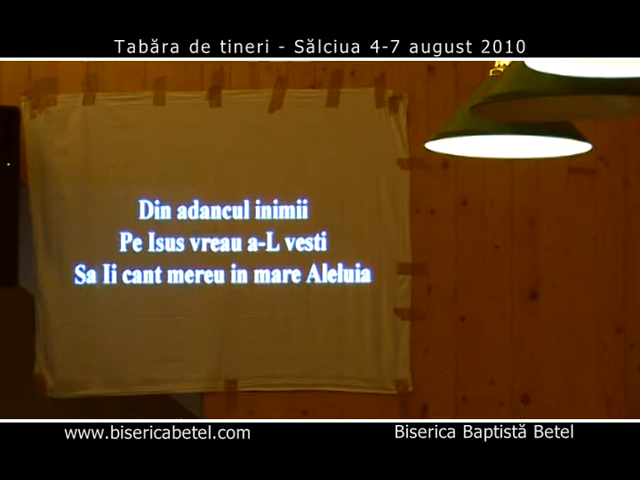 Tabăra de tineri - Sălciua 4-7 august 2010
Din adancul inimii
Pe Isus vreau a-L vesti
Sa Ii cant mereu in mare Aleluia
www.bisericabetel.com
Biserica Baptistă Betel